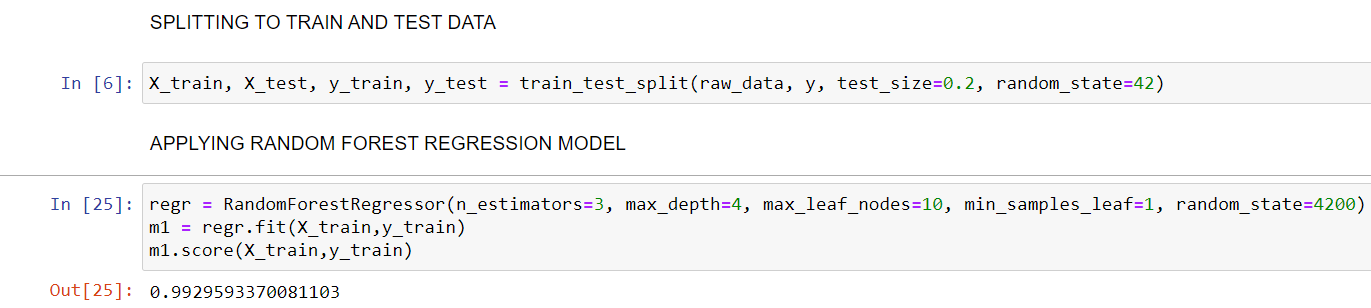 SPLITTING TO TRAIN AND TEST DATA
In [6]: X_train, X_test, y_train, y_test = train_test_split(raw_data, y, test_size=0.2, random_state=42)
APPLYING RANDOM FOREST REGRESSION MODEL
In [25]: regr = RandomForestRegressor(n_estimators=3, max_depth=4, max_leaf_nodes=10, min_samples_leaf=1, random_state=4200)
m1 = regr.fit(X_train,y_train)
m1.score(X_train,y_train)
Out[25]: 0.9929593370081103